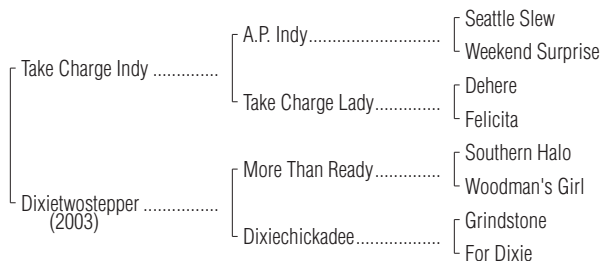 Seattle Slew
A.P. Indy..............................
Weekend Surprise
Take Charge Indy ..............
Dehere
Take Charge Lady...............
Felicita
Southern Halo
More Than Ready...............
Woodman's Girl
Dixietwostepper ................
(2003)
Grindstone
Dixiechickadee...................
For Dixie